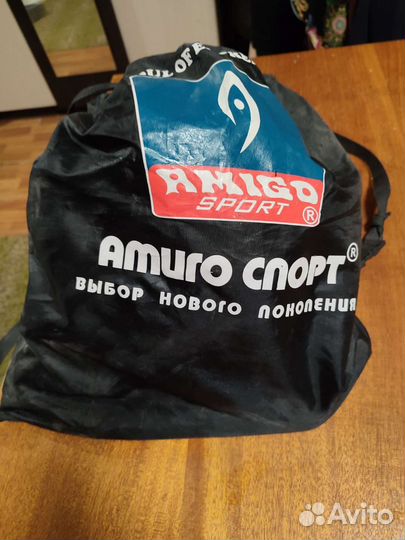 AMIGO
SPORT ®
Амиго Спорт®
ВЫБОР НОВОГО ПОКОЛЕНИЯ
Avito